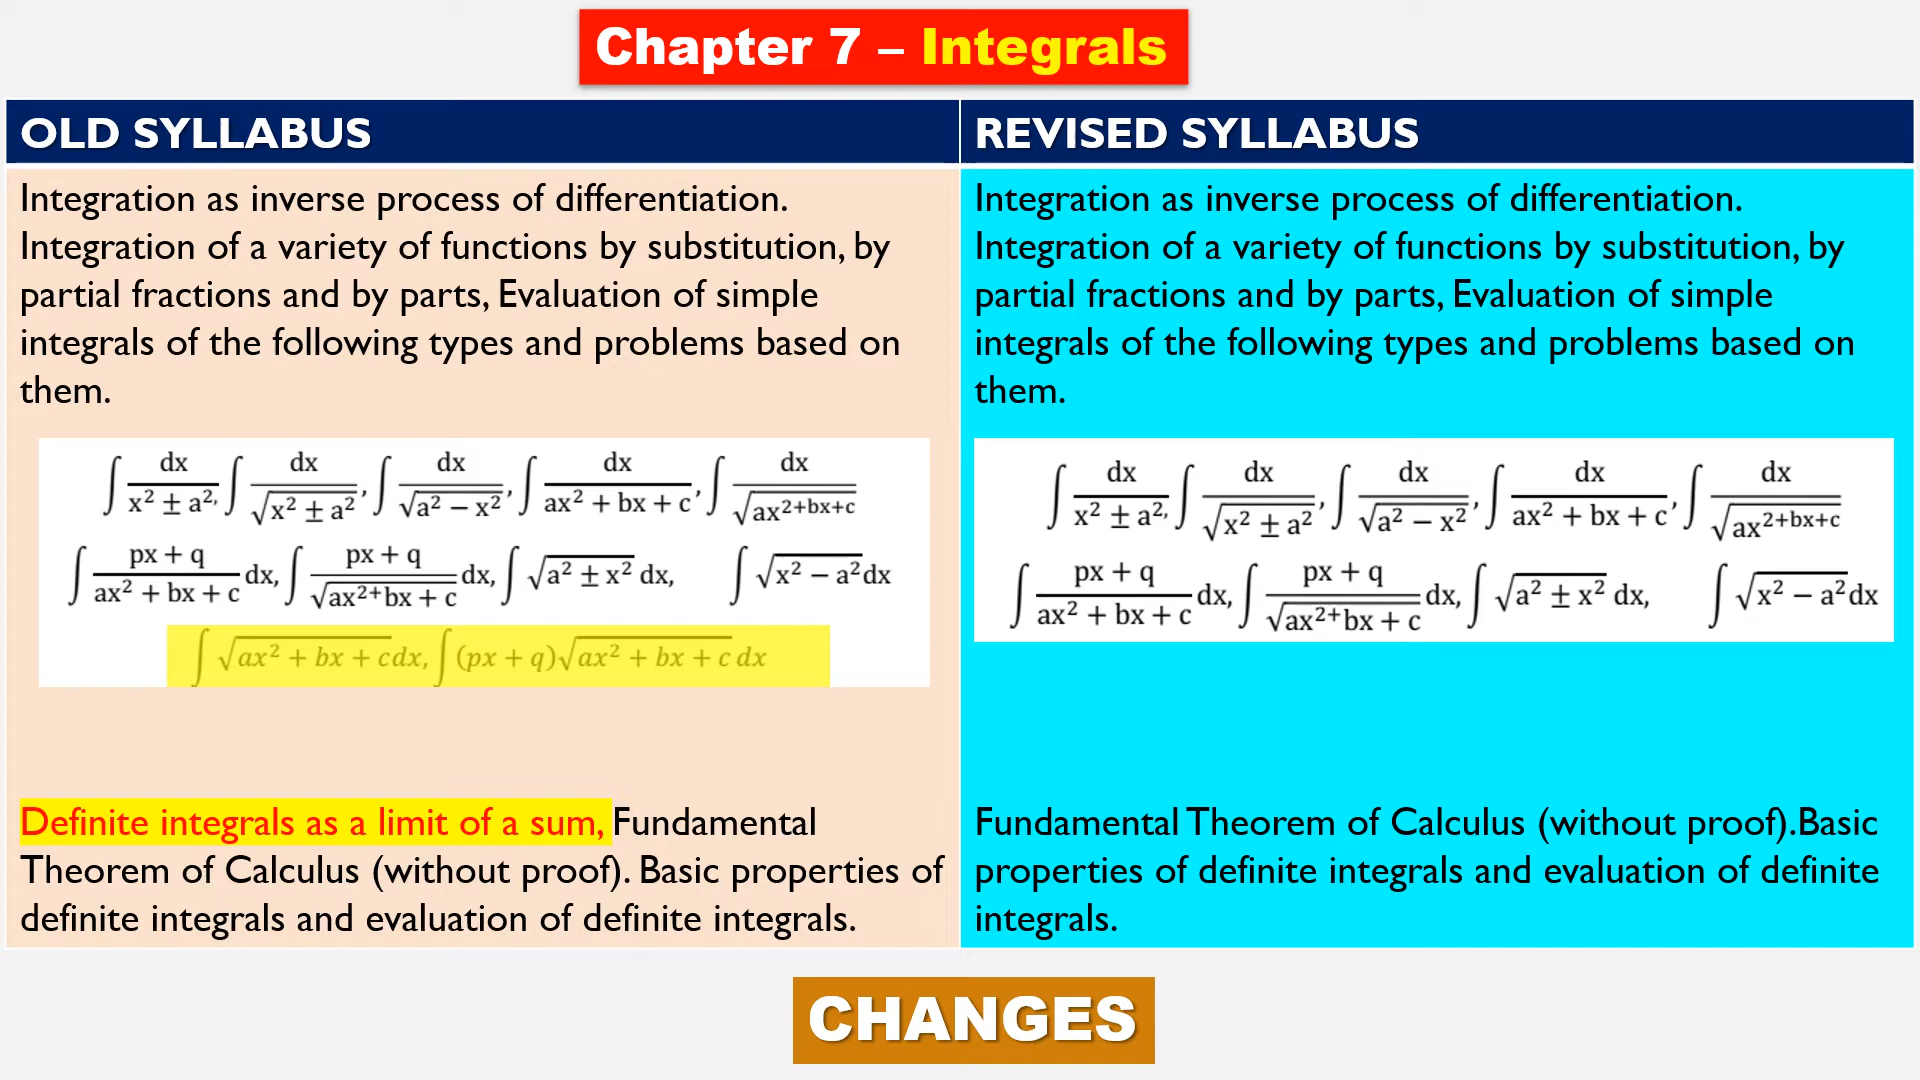 Chapter 7 – Integrals
OLD SYLLABUS
Integration as inverse process of differentiation.
Integration of a variety of functions by substitution, by
partial fractions and by parts, Evaluation of simple
integrals of the following types and problems based on
them.
∫ dx/(x² ± a²), ∫ dx/√(x² ± a²), ∫ dx/√(a² − x²), ∫ dx/(ax² + bx + c), ∫ dx/√(ax^(2+bx+c))
∫ (px + q)/(ax² + bx + c) dx, ∫ (px + q)/√(ax^(2+)bx + c) dx, ∫ √(a² ± x²) dx, ∫ √(x² − a²)dx
∫ √(ax² + bx + c)dx, ∫ (px + q)√(ax² + bx + c) dx
Definite integrals as a limit of a sum, Fundamental
Theorem of Calculus (without proof). Basic properties of
definite integrals and evaluation of definite integrals.
REVISED SYLLABUS
Integration as inverse process of differentiation.
Integration of a variety of functions by substitution, by
partial fractions and by parts, Evaluation of simple
integrals of the following types and problems based on
them.
∫ dx/(x² ± a²), ∫ dx/√(x² ± a²), ∫ dx/√(a² − x²), ∫ dx/(ax² + bx + c), ∫ dx/√(ax^(2+bx+c))
∫ (px + q)/(ax² + bx + c) dx, ∫ (px + q)/√(ax^(2+)bx + c) dx, ∫ √(a² ± x²) dx, ∫ √(x² − a²)dx
Fundamental Theorem of Calculus (without proof).Basic
properties of definite integrals and evaluation of definite
integrals.
CHANGES